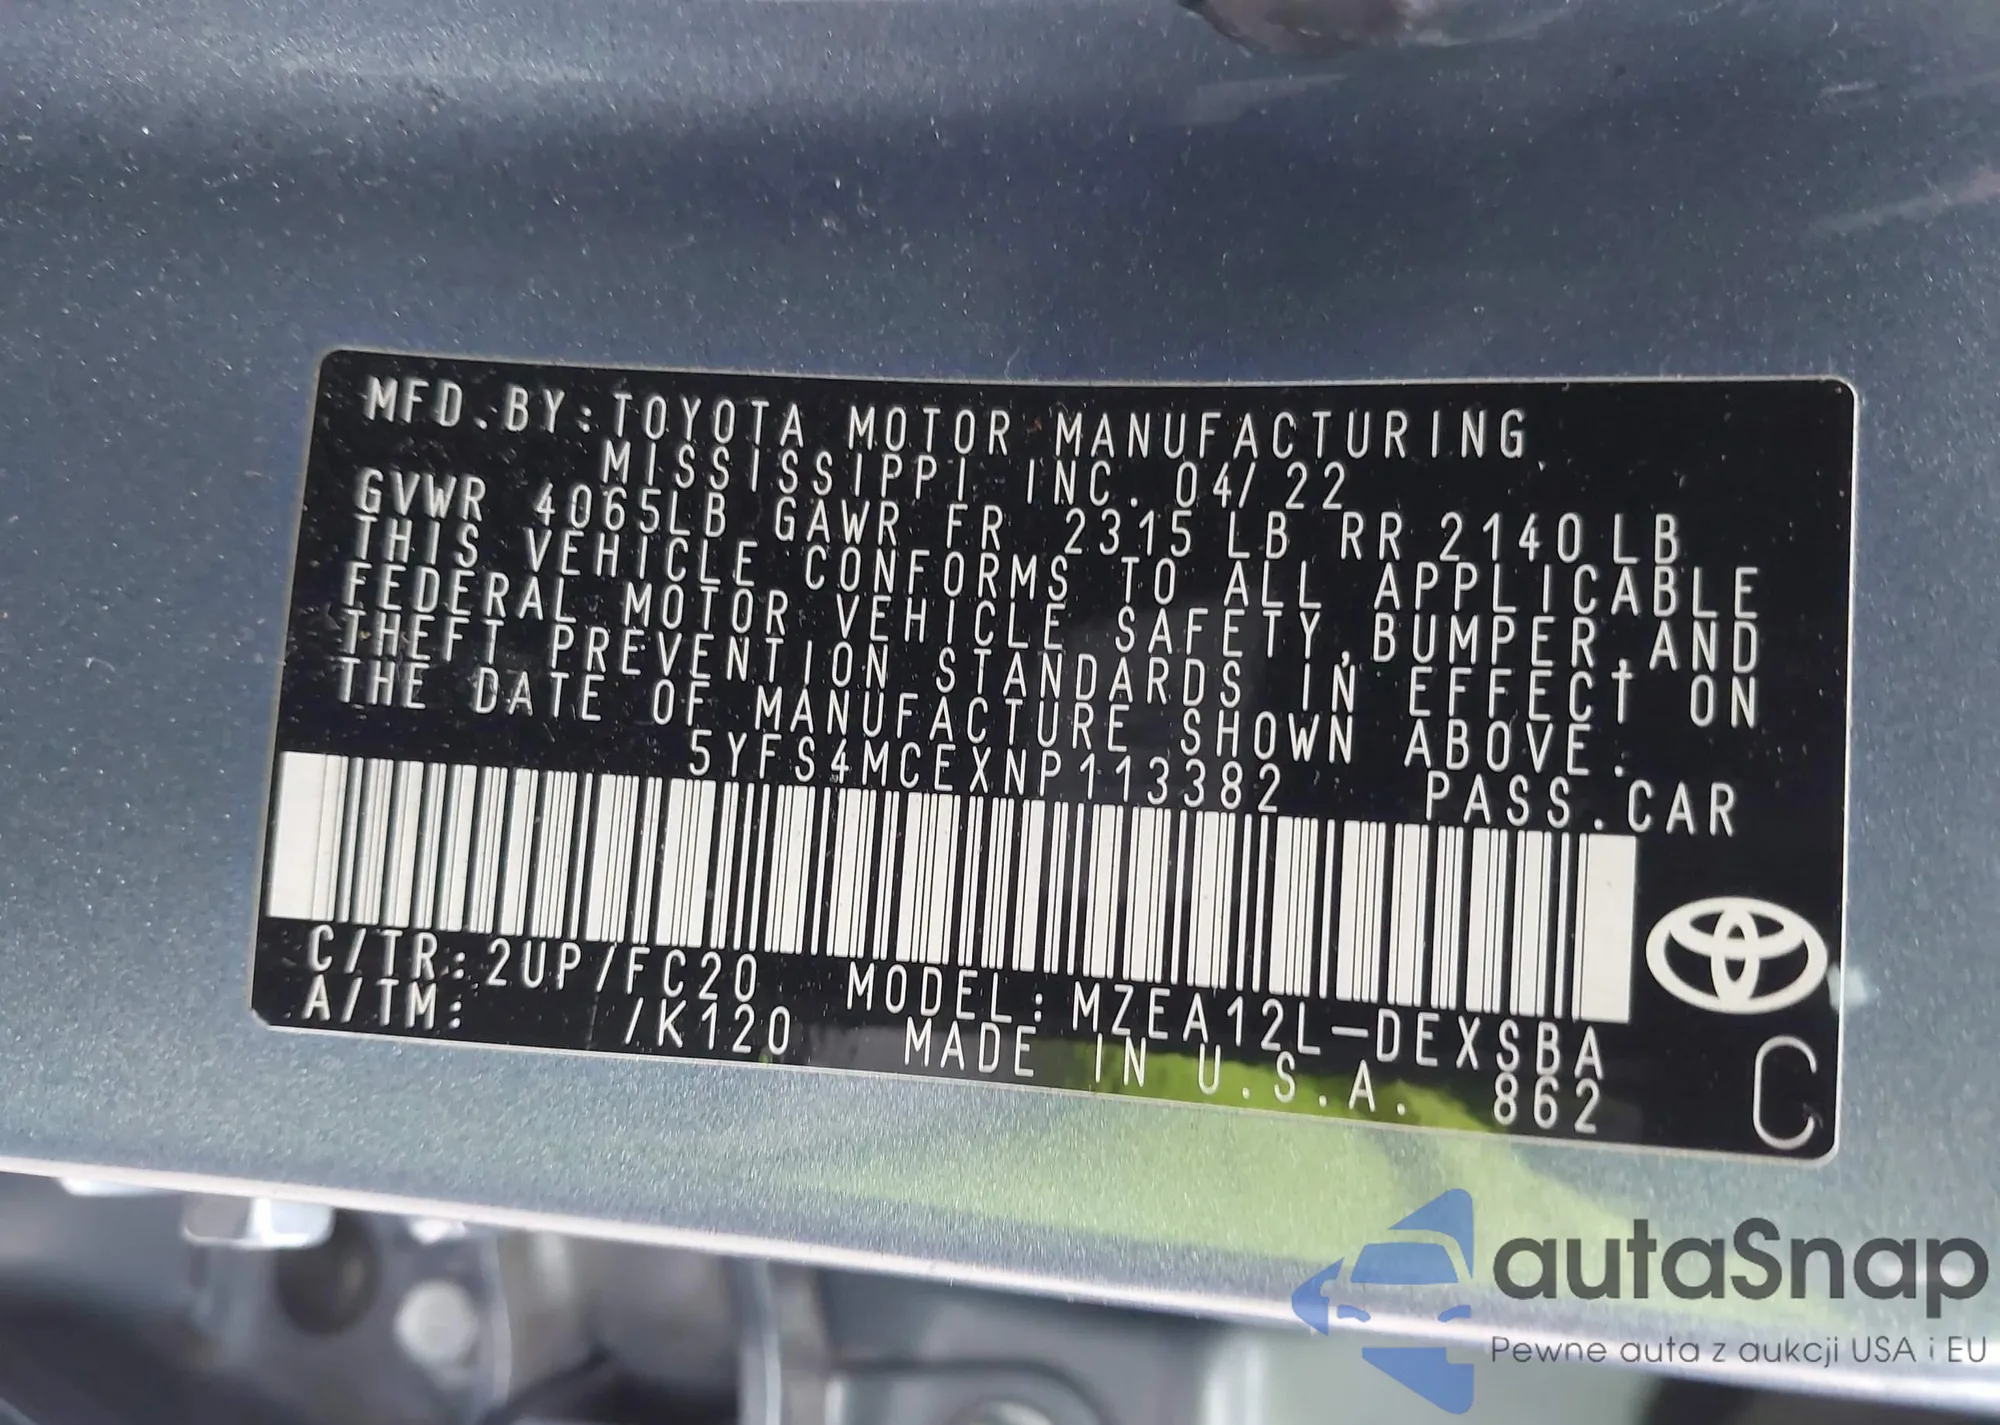 MFD.BY:TOYOTA MOTOR MANUFACTURING
MISSISSIPPI INC. 04/22
GVWR 4065LB GAWR FR 2315 LB RR 2140LB
THIS VEHICLE CONFORMS TO ALL APPLICABLE
FEDERAL MOTOR VEHICLE SAFETY,BUMPER,AND
THEFT PREVENTION STANDARDS IN EFFECT ON
THE DATE OF MANUFACTURE SHOWN ABOVE.
5YFS4MCEXNP113382 PASS.CAR
C/TR:2UP/FC20 MODEL:MZEA12L-DEXSBA
A/TM: /K120 MADE IN U.S.A. 862
C
autaSnap
Pewne auta z aukcji USA i EU